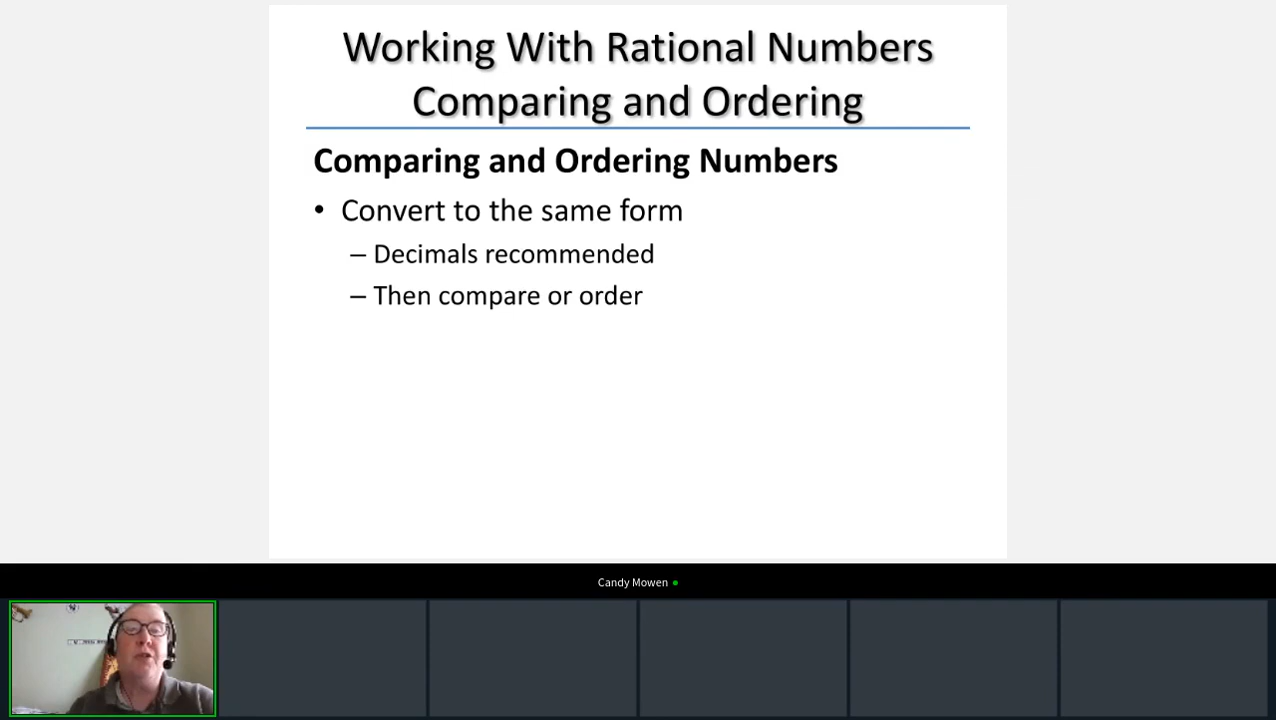 Working With Rational Numbers
Comparing and Ordering
Comparing and Ordering Numbers
• Convert to the same form
– Decimals recommended
– Then compare or order
Candy Mowen